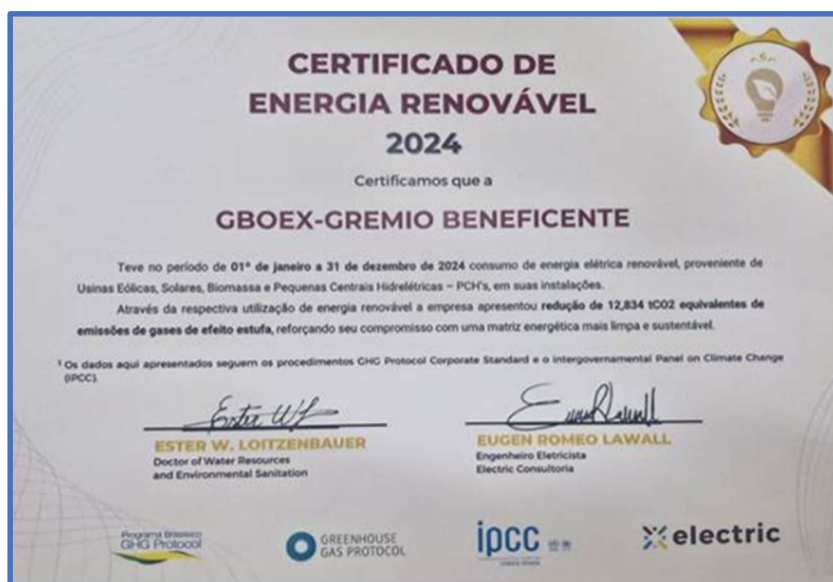 CERTIFICADO DE
ENERGIA RENOVÁVEL
2024
Certificamos que a
GBOEX-GREMIO BENEFICENTE
Teve no período de 01° de janeiro a 31 de dezembro de 2024 consumo de energia elétrica renovável, proveniente de
Usinas Eólicas, Solares, Biomassa e Pequenas Centrais Hidrelétricas – PCH's, em suas instalações.
Através da respectiva utilização de energia renovável a empresa apresentou redução de 12,834 tCO2 equivalentes de
emissões de gases de efeito estufa, reforçando seu compromisso com uma matriz energética mais limpa e sustentável.
¹ Os dados aqui apresentados seguem os procedimentos GHG Protocol Corporate Standard e o intergovernamental Panel on Climate Change
(IPCC).
Ester W L
ESTER W. LOITZENBAUER
Doctor of Water Resources
and Environmental Sanitation
EUGEN ROMEO LAWALL
Engenheiro Eletricista
Electric Consultoria
Programa Brasileiro
GHG Protocol
GREENHOUSE
GAS PROTOCOL
ipcc
electric